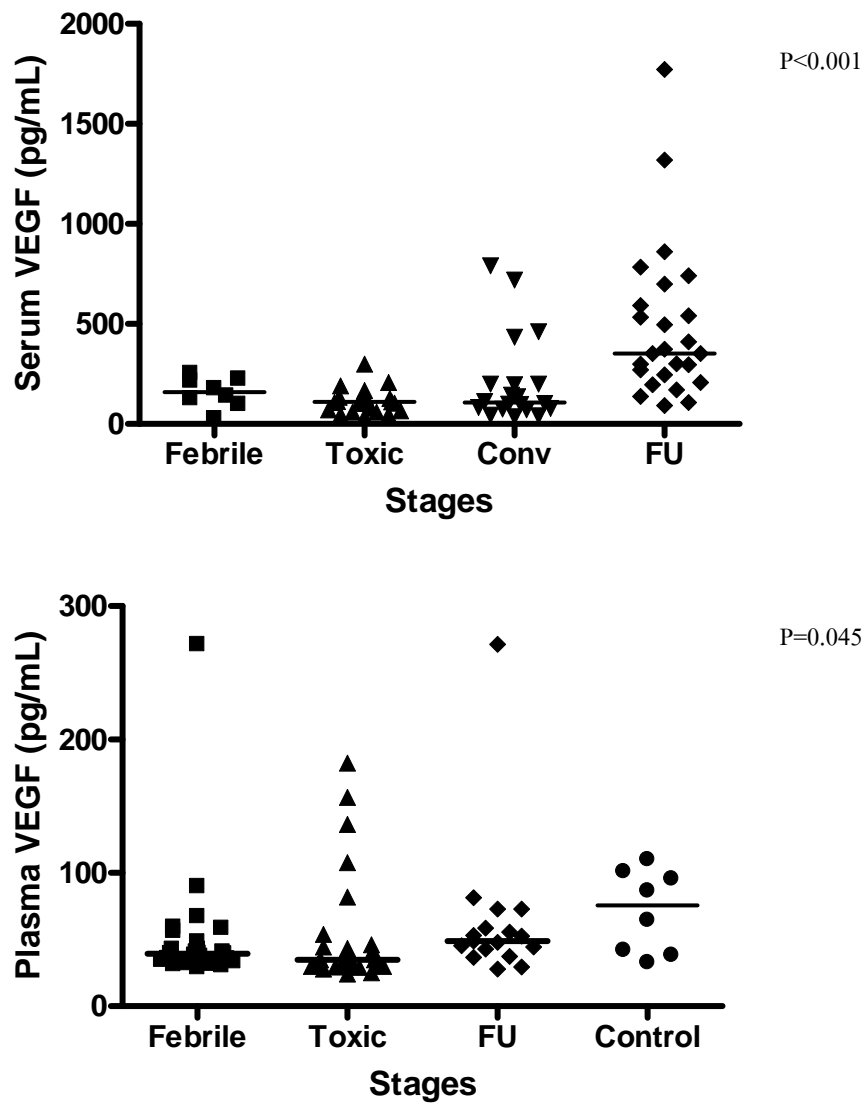 2000
P<0.001
1500
1000
500
0
Serum VEGF (pg/mL)
Febrile Toxic Conv FU
Stages
300
P=0.045
200
100
0
Plasma VEGF (pg/mL)
Febrile Toxic FU Control
Stages